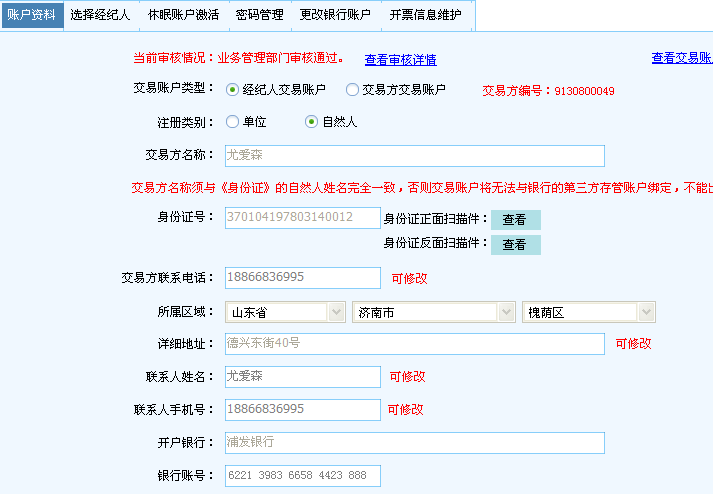 账户资料 选择经纪人 休眠账户激活 密码管理 更改银行账户 开票信息维护
当前审核情况：业务管理部门审核通过。 查看审核详情 查看交易账
交易账户类型： 经纪人交易账户 交易方交易账户 交易方编号：9130800049
注册类别： 单位 自然人
交易方名称： 尤爱森
交易方名称须与《身份证》的自然人姓名完全一致，否则交易账户将无法与银行的第三方存管账户绑定，不能出
身份证号： 370104197803140012 身份证正面扫描件： 查看
身份证反面扫描件： 查看
交易方联系电话： 18866836995 可修改
所属区域： 山东省 济南市 槐荫区
详细地址： 德兴东街40号 可修改
联系人姓名： 尤爱森 可修改
联系人手机号： 18866836995 可修改
开户银行： 浦发银行
银行账号： 6221 3983 6658 4423 888